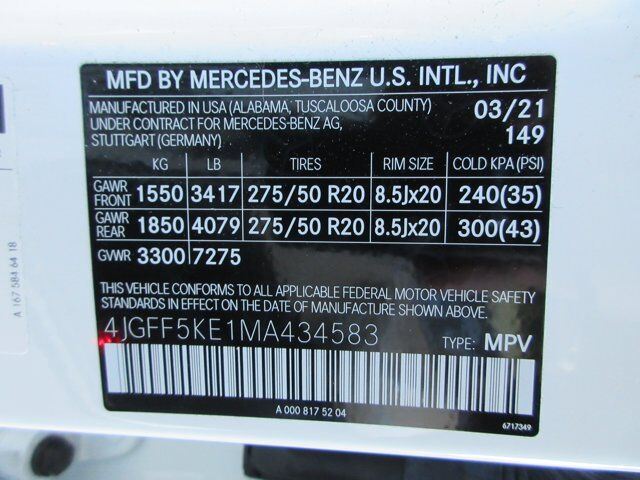 MFD BY MERCEDES-BENZ U.S. INTL., INC
MANUFACTURED IN USA (ALABAMA, TUSCALOOSA COUNTY) 03/21
UNDER CONTRACT FOR MERCEDES-BENZ AG, 149
STUTTGART (GERMANY)
KG LB TIRES RIM SIZE COLD KPA (PSI)
GAWR FRONT 1550 3417 275/50 R20 8.5Jx20 240(35)
GAWR REAR 1850 4079 275/50 R20 8.5Jx20 300(43)
GVWR 3300 7275
THIS VEHICLE CONFORMS TO ALL APPLICABLE FEDERAL MOTOR VEHICLE SAFETY
STANDARDS IN EFFECT ON THE DATE OF MANUFACTURE SHOWN ABOVE.
4JGFF5KE1MA434583 TYPE: MPV
A 000 817 52 04
6717349
A 167 584 64 18